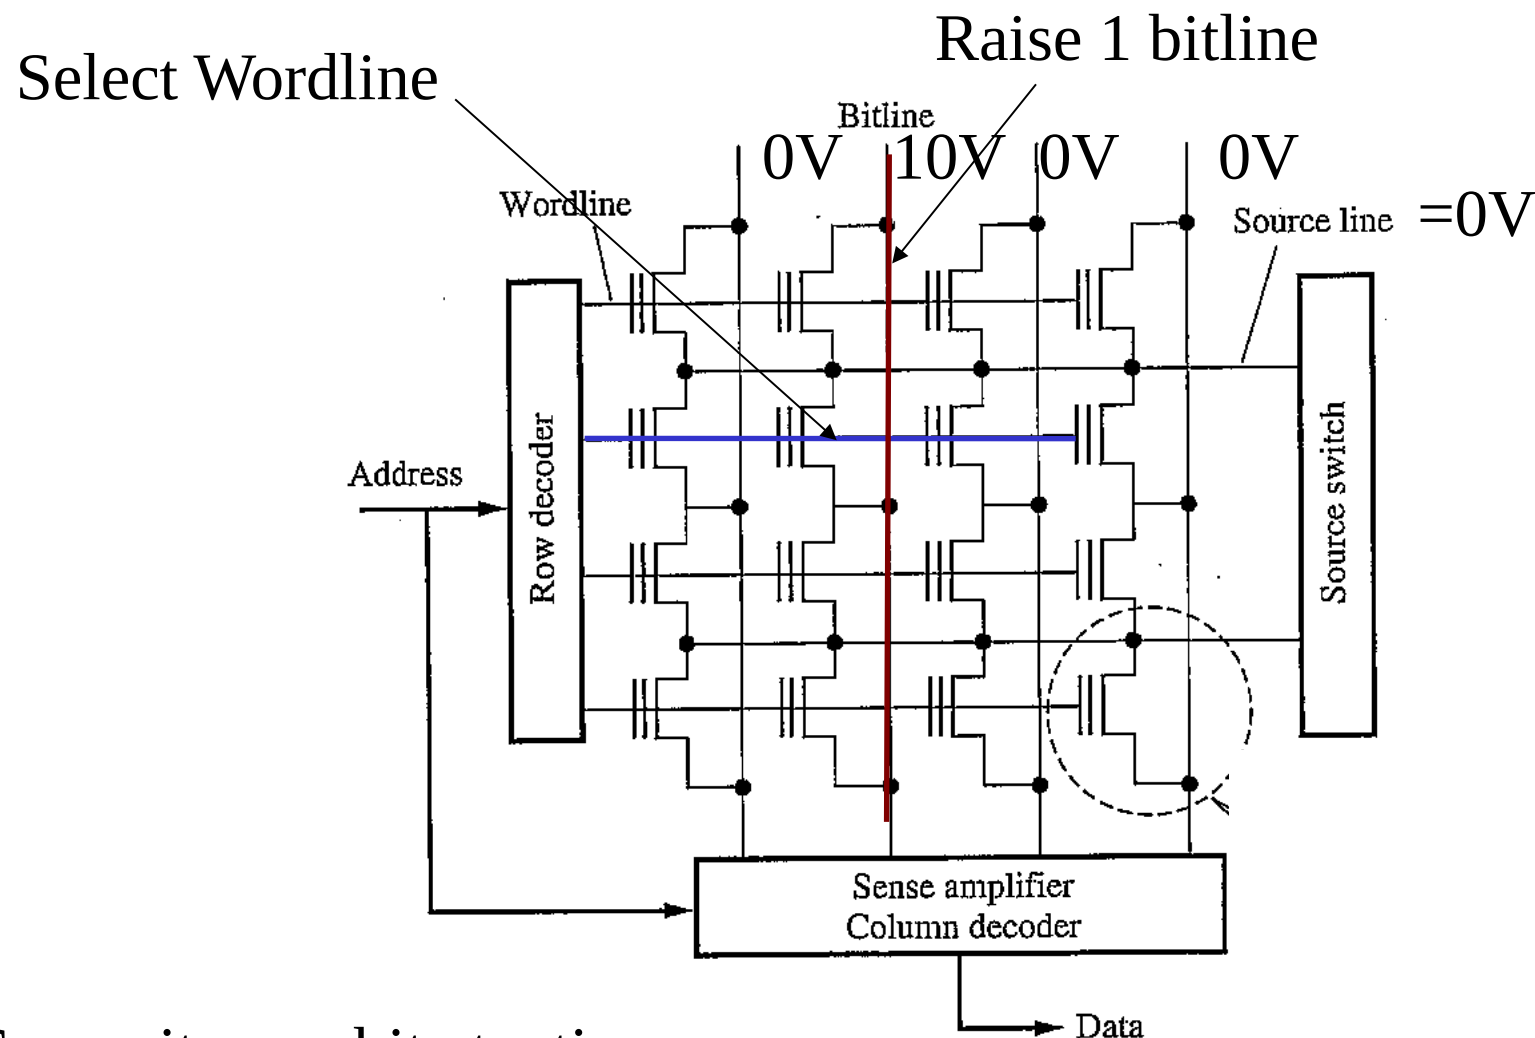 Raise 1 bitline
Select Wordline
Bitline
0V 10V 0V 0V
Wordline
Source line =0V
Row decoder
Source switch
Address
Sense amplifier
Column decoder
Data